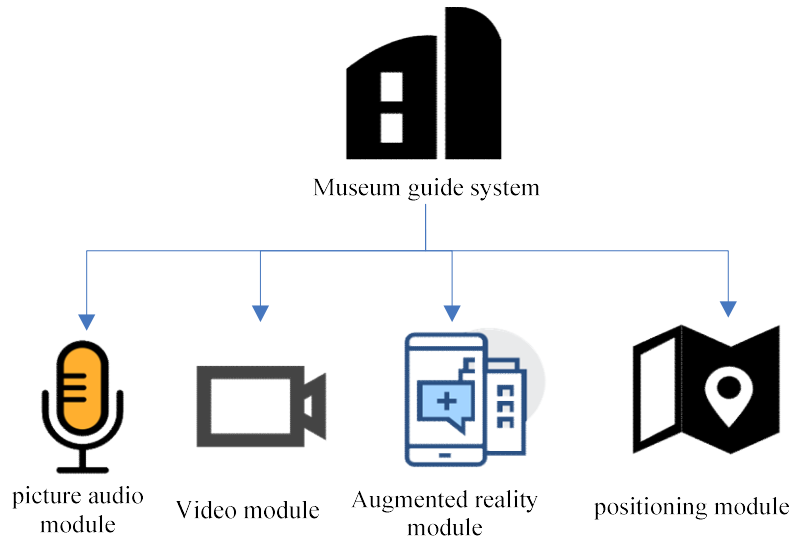 Museum guide system
picture audio
module
Video module
Augmented reality
module
positioning module